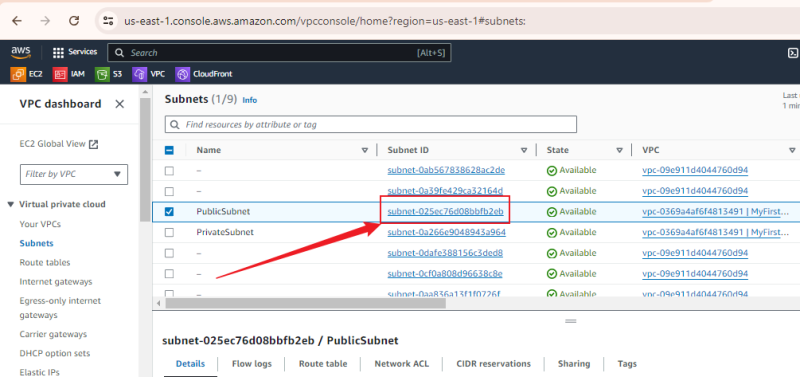 us-east-1.console.aws.amazon.com/vpcconsole/home?region=us-east-1#subnets:
aws Services Search [Alt+S]
EC2 IAM S3 VPC CloudFront
VPC dashboard
EC2 Global View
Filter by VPC
Virtual private cloud
Your VPCs
Subnets
Route tables
Internet gateways
Egress-only internet
gateways
Carrier gateways
DHCP option sets
Elastic IPs
Subnets (1/9) Info
Last
1 min
Find resources by attribute or tag
Name Subnet ID State VPC
– subnet-0ab567838628ac2de Available vpc-09e911d4044760d94
– subnet-0a39fe429ca32164d Available vpc-09e911d4044760d94
PublicSubnet subnet-025ec76d08bbfb2eb Available vpc-0369a4af6f4813491 | MyFirst...
PrivateSubnet subnet-0a266e9048943a964 Available vpc-0369a4af6f4813491 | MyFirst...
– subnet-0dafe388156c3ded8 Available vpc-09e911d4044760d94
– subnet-0cf0a808d96638c8e Available vpc-09e911d4044760d94
– subnet-0aa836a13f1f0726f Available vpc-09e911d4044760d94
subnet-025ec76d08bbfb2eb / PublicSubnet
Details Flow logs Route table Network ACL CIDR reservations Sharing Tags